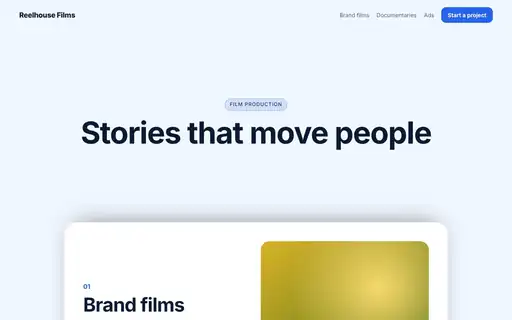 Reelhouse Films
Brand films
Documentaries
Ads
Start a project
FILM PRODUCTION
Stories that move people
01
Brand films